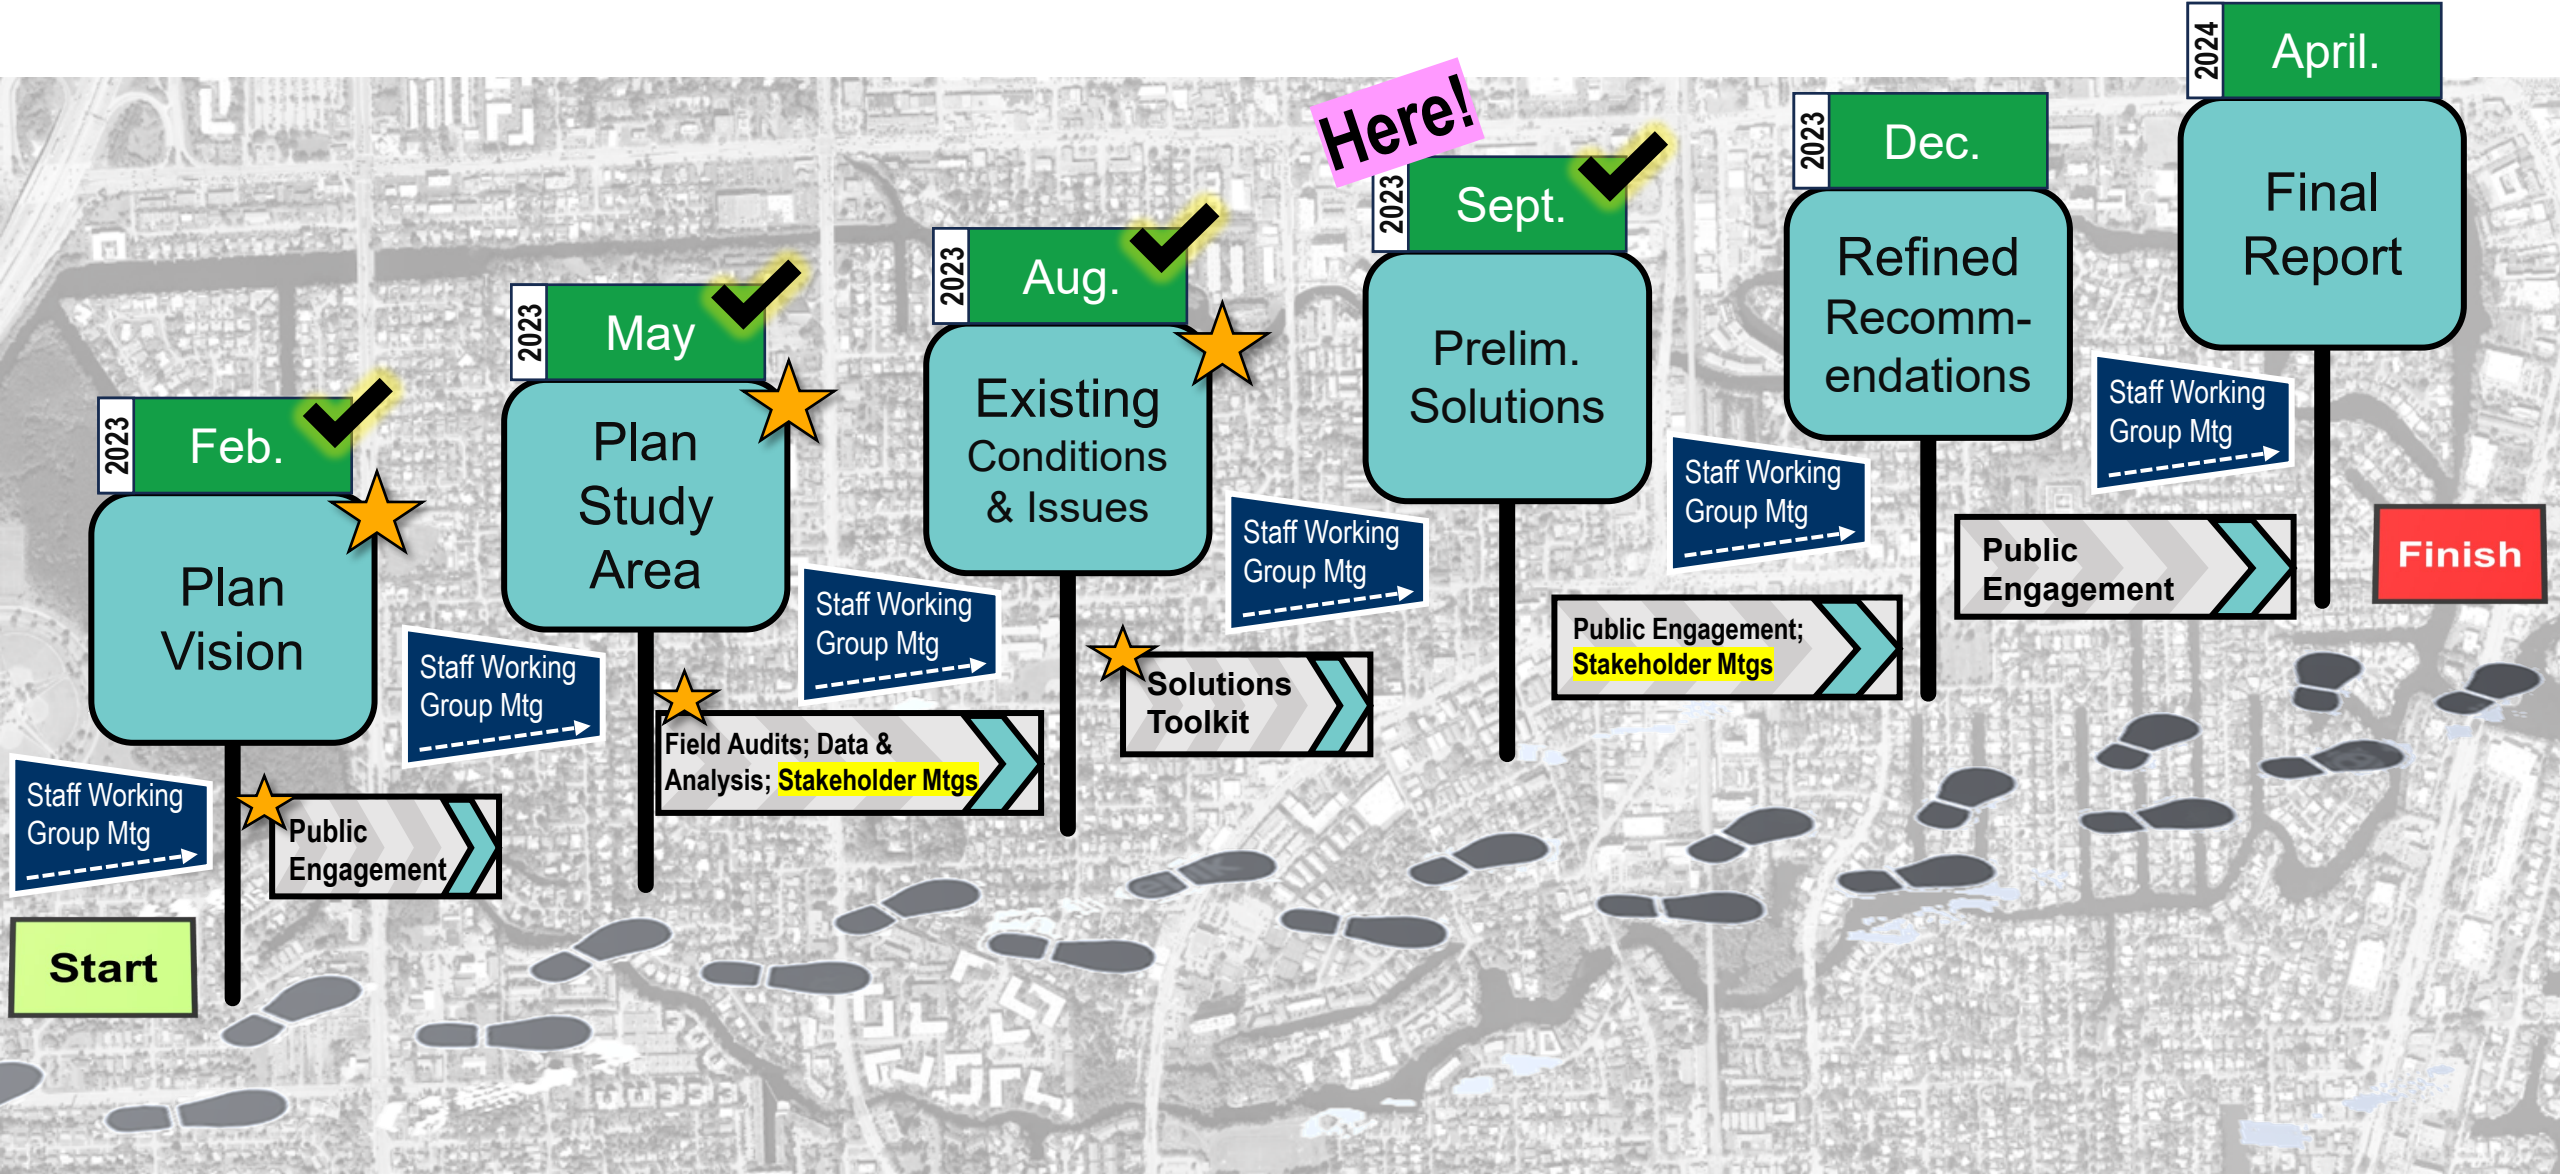 2023
Feb.
Plan
Vision
Staff Working
Group Mtg
Start
Public
Engagement
Staff Working
Group Mtg
2023
May
Plan
Study
Area
Field Audits; Data &
Analysis; Stakeholder Mtgs
Staff Working
Group Mtg
2023
Aug.
Existing
Conditions
& Issues
Solutions
Toolkit
Staff Working
Group Mtg
Here!
2023
Sept.
Prelim.
Solutions
Public Engagement;
Stakeholder Mtgs
Staff Working
Group Mtg
2023
Dec.
Refined
Recomm-
endations
Public
Engagement
Staff Working
Group Mtg
2024
April.
Final
Report
Finish